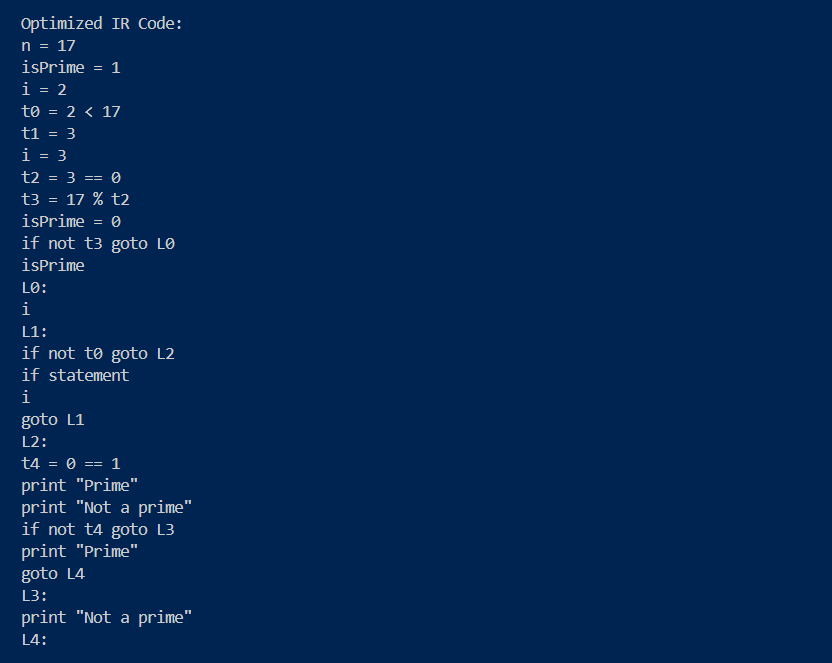 Optimized IR Code:
n = 17
isPrime = 1
i = 2
t0 = 2 < 17
t1 = 3
i = 3
t2 = 3 == 0
t3 = 17 % t2
isPrime = 0
if not t3 goto L0
isPrime
L0:
i
L1:
if not t0 goto L2
if statement
i
goto L1
L2:
t4 = 0 == 1
print "Prime"
print "Not a prime"
if not t4 goto L3
print "Prime"
goto L4
L3:
print "Not a prime"
L4: